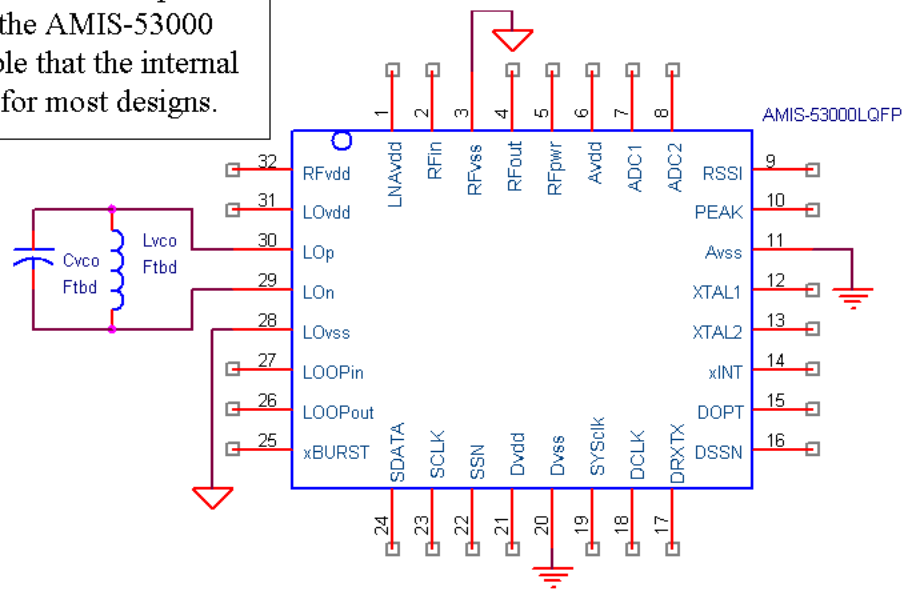 the AMIS-53000
ole that the internal
for most designs.
AMIS-53000LQFP
1 2 3 4 5 6 7 8
LNAvdd RFin RFvss RFout RFpwr Avdd ADC1 ADC2
32 RFvdd
31 LOvdd
30 LOp
29 LOn
28 LOvss
27 LOOPin
26 LOOPout
25 xBURST
Cvco
Ftbd
Lvco
Ftbd
RSSI 9
PEAK 10
Avss 11
XTAL1 12
XTAL2 13
xINT 14
DOPT 15
DSSN 16
SDATA SCLK SSN Dvdd Dvss SYSclk DCLK DRXTX
24 23 22 21 20 19 18 17